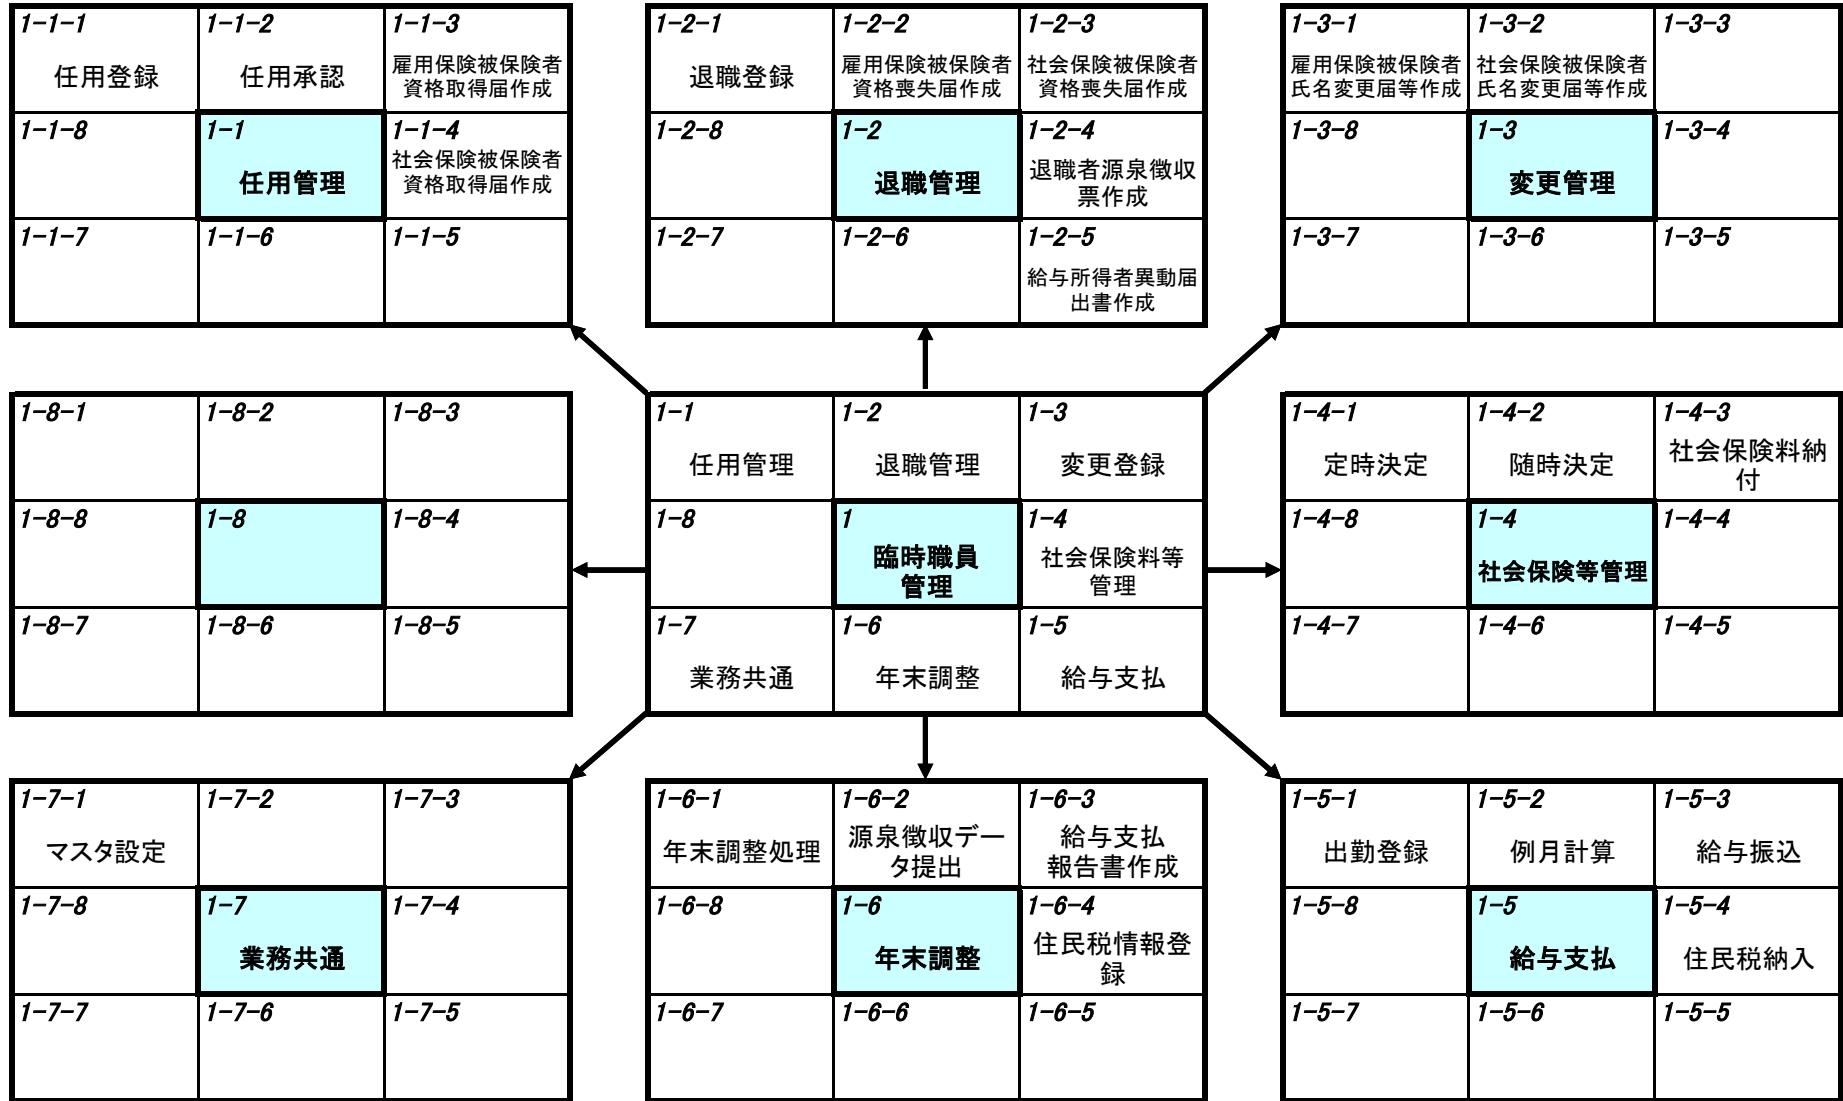 1-1-1
任用登録
1-1-2
任用承認
1-1-3
雇用保険被保険者
資格取得届作成
1-1-8
1-1
任用管理
1-1-4
社会保険被保険者
資格取得届作成
1-1-7
1-1-6
1-1-5
1-2-1
退職登録
1-2-2
雇用保険被保険者
資格喪失届作成
1-2-3
社会保険被保険者
資格喪失届作成
1-2-8
1-2
退職管理
1-2-4
退職者源泉徴収
票作成
1-2-7
1-2-6
1-2-5
給与所得者異動届
出書作成
1-3-1
雇用保険被保険者
氏名変更届等作成
1-3-2
社会保険被保険者
氏名変更届等作成
1-3-3
1-3-8
1-3
変更管理
1-3-4
1-3-7
1-3-6
1-3-5
1-8-1
1-8-2
1-8-3
1-8-8
1-8
1-8-4
1-8-7
1-8-6
1-8-5
1-1
任用管理
1-2
退職管理
1-3
変更登録
1-8
1
臨時職員
管理
1-4
社会保険料等
管理
1-7
業務共通
1-6
年末調整
1-5
給与支払
1-4-1
定時決定
1-4-2
随時決定
1-4-3
社会保険料納
付
1-4-8
1-4
社会保険等管理
1-4-4
1-4-7
1-4-6
1-4-5
1-7-1
マスタ設定
1-7-2
1-7-3
1-7-8
1-7
業務共通
1-7-4
1-7-7
1-7-6
1-7-5
1-6-1
年末調整処理
1-6-2
源泉徴収デー
タ提出
1-6-3
給与支払
報告書作成
1-6-8
1-6
年末調整
1-6-4
住民税情報登
録
1-6-7
1-6-6
1-6-5
1-5-1
出勤登録
1-5-2
例月計算
1-5-3
給与振込
1-5-8
1-5
給与支払
1-5-4
住民税納入
1-5-7
1-5-6
1-5-5